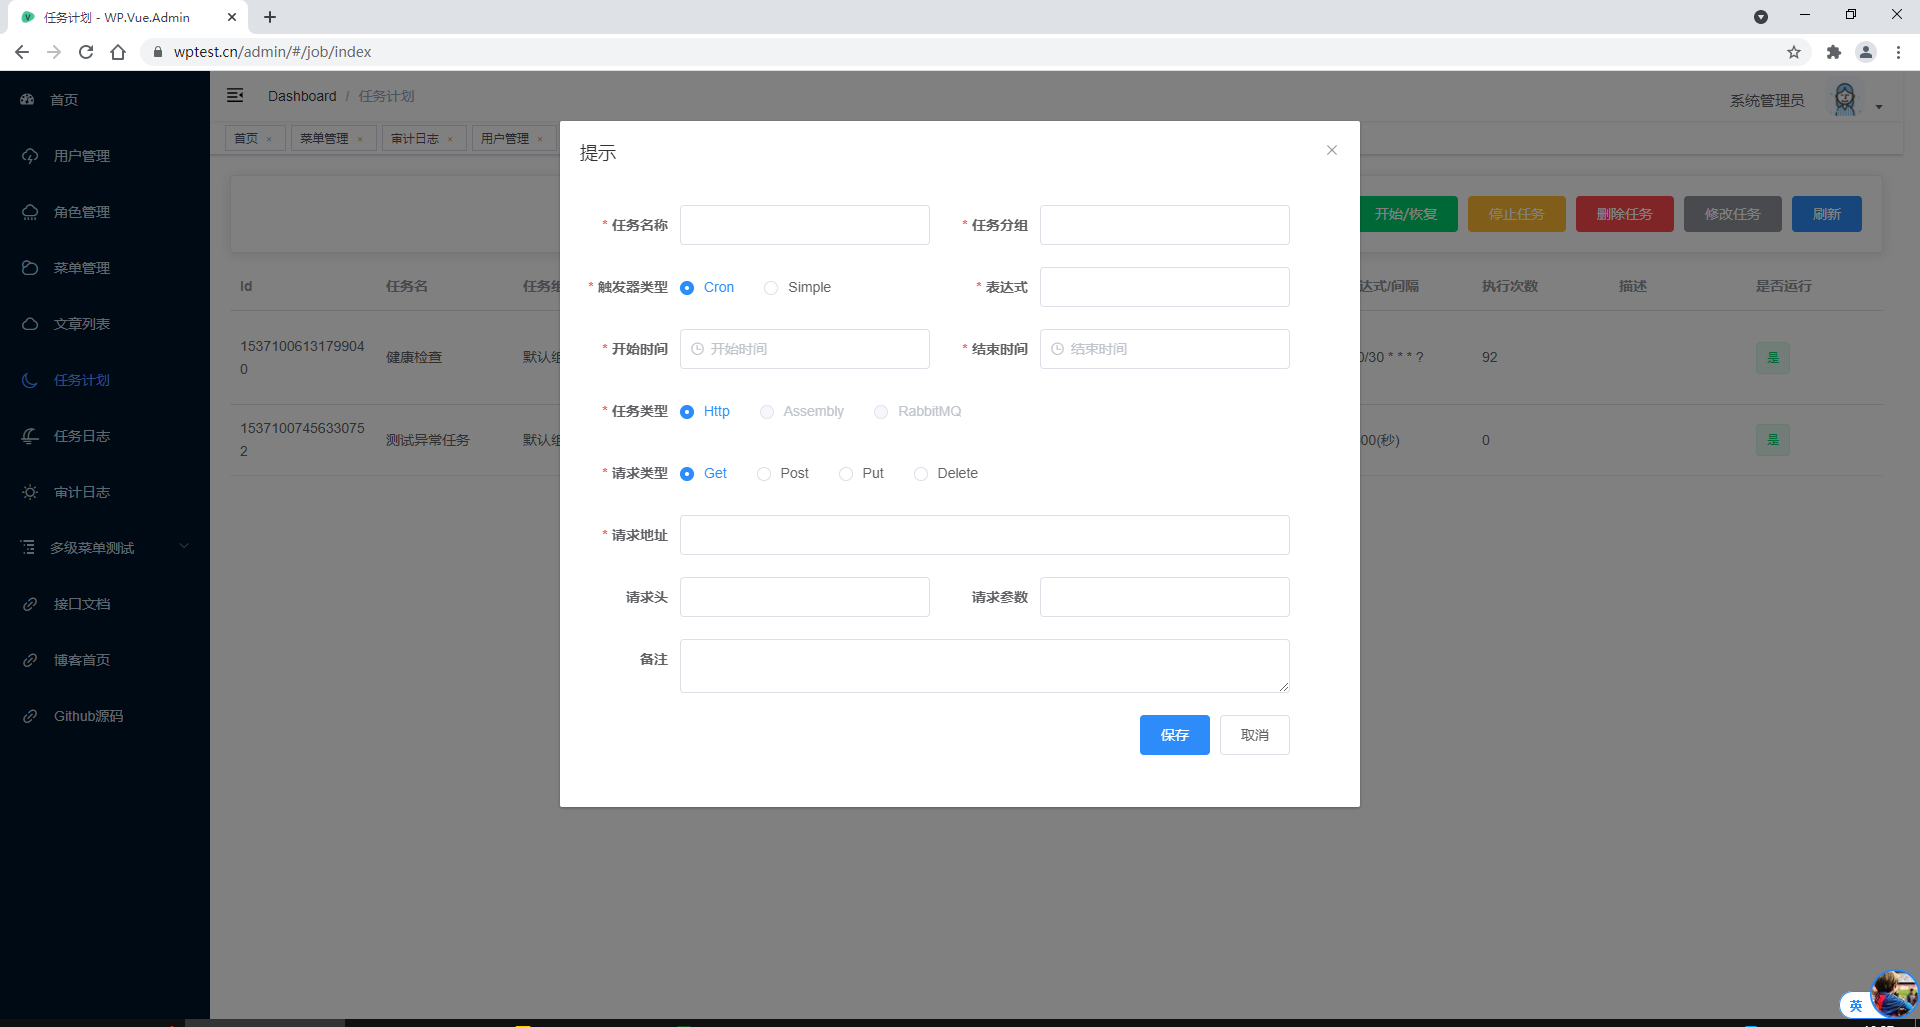 任务计划 - WP.Vue.Admin
wptest.cn/admin/#/job/index
首页
用户管理
角色管理
菜单管理
文章列表
任务计划
任务日志
审计日志
多级菜单测试
接口文档
博客首页
Github源码
Dashboard / 任务计划
系统管理员
首页 × 菜单管理 × 审计日志 × 用户管理 ×
开始/恢复 停止任务 删除任务 修改任务 刷新
Id 任务名 任务组 达式/间隔 执行次数 描述 是否运行
1537100613179904
0
健康检查 默认组 0/30 * * * ? 92 是
1537100745633075
2
测试异常任务 默认组 00(秒) 0 是
提示
* 任务名称 * 任务分组
* 触发器类型 Cron Simple * 表达式
* 开始时间 开始时间 * 结束时间 结束时间
* 任务类型 Http Assembly RabbitMQ
* 请求类型 Get Post Put Delete
* 请求地址
请求头 请求参数
备注
保存 取消
英